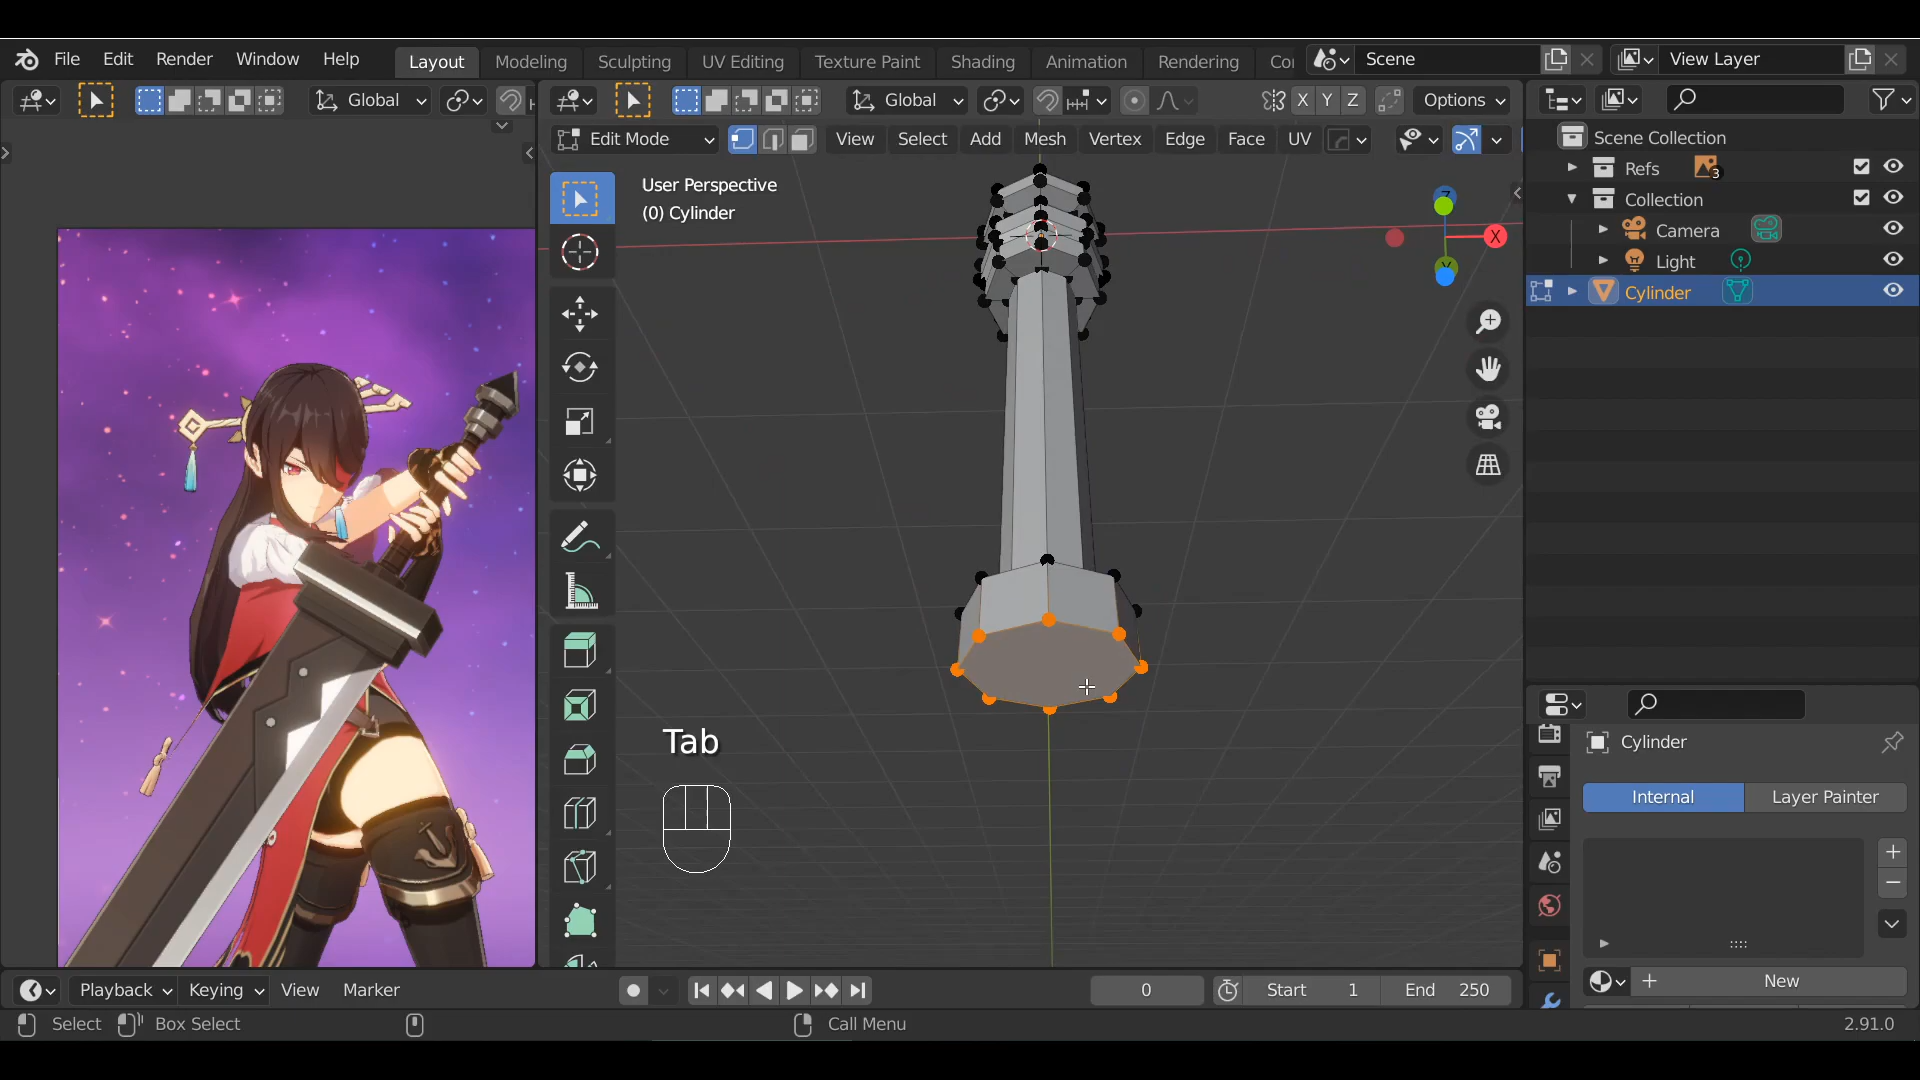 File Edit Render Window Help Layout Modeling Sculpting UV Editing Texture Paint Shading Animation Rendering Co Scene View Layer
Global Global X Y Z Options
Edit Mode View Select Add Mesh Vertex Edge Face UV Scene Collection
User Perspective
(0) Cylinder
Refs 3
Collection
Camera
Light
Cylinder
Z
X
Y
Tab
Cylinder
Internal Layer Painter
New
Playback Keying View Marker 0 Start 1 End 250
Select Box Select Call Menu 2.91.0